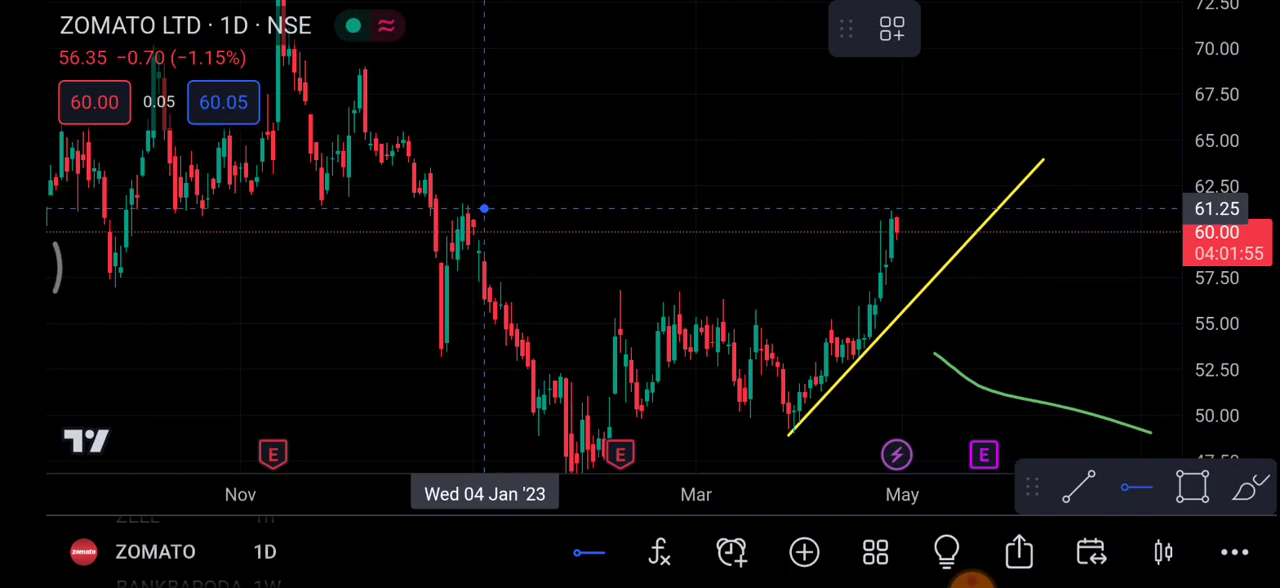 ZOMATO LTD · 1D · NSE
56.35 −0.70 (−1.15%)
60.00 0.05 60.05
72.50
70.00
67.50
65.00
62.50
61.25
60.00
04:01:55
57.50
55.00
52.50
50.00
E E E
Nov Wed 04 Jan '23 Mar May
zomato ZOMATO 1D